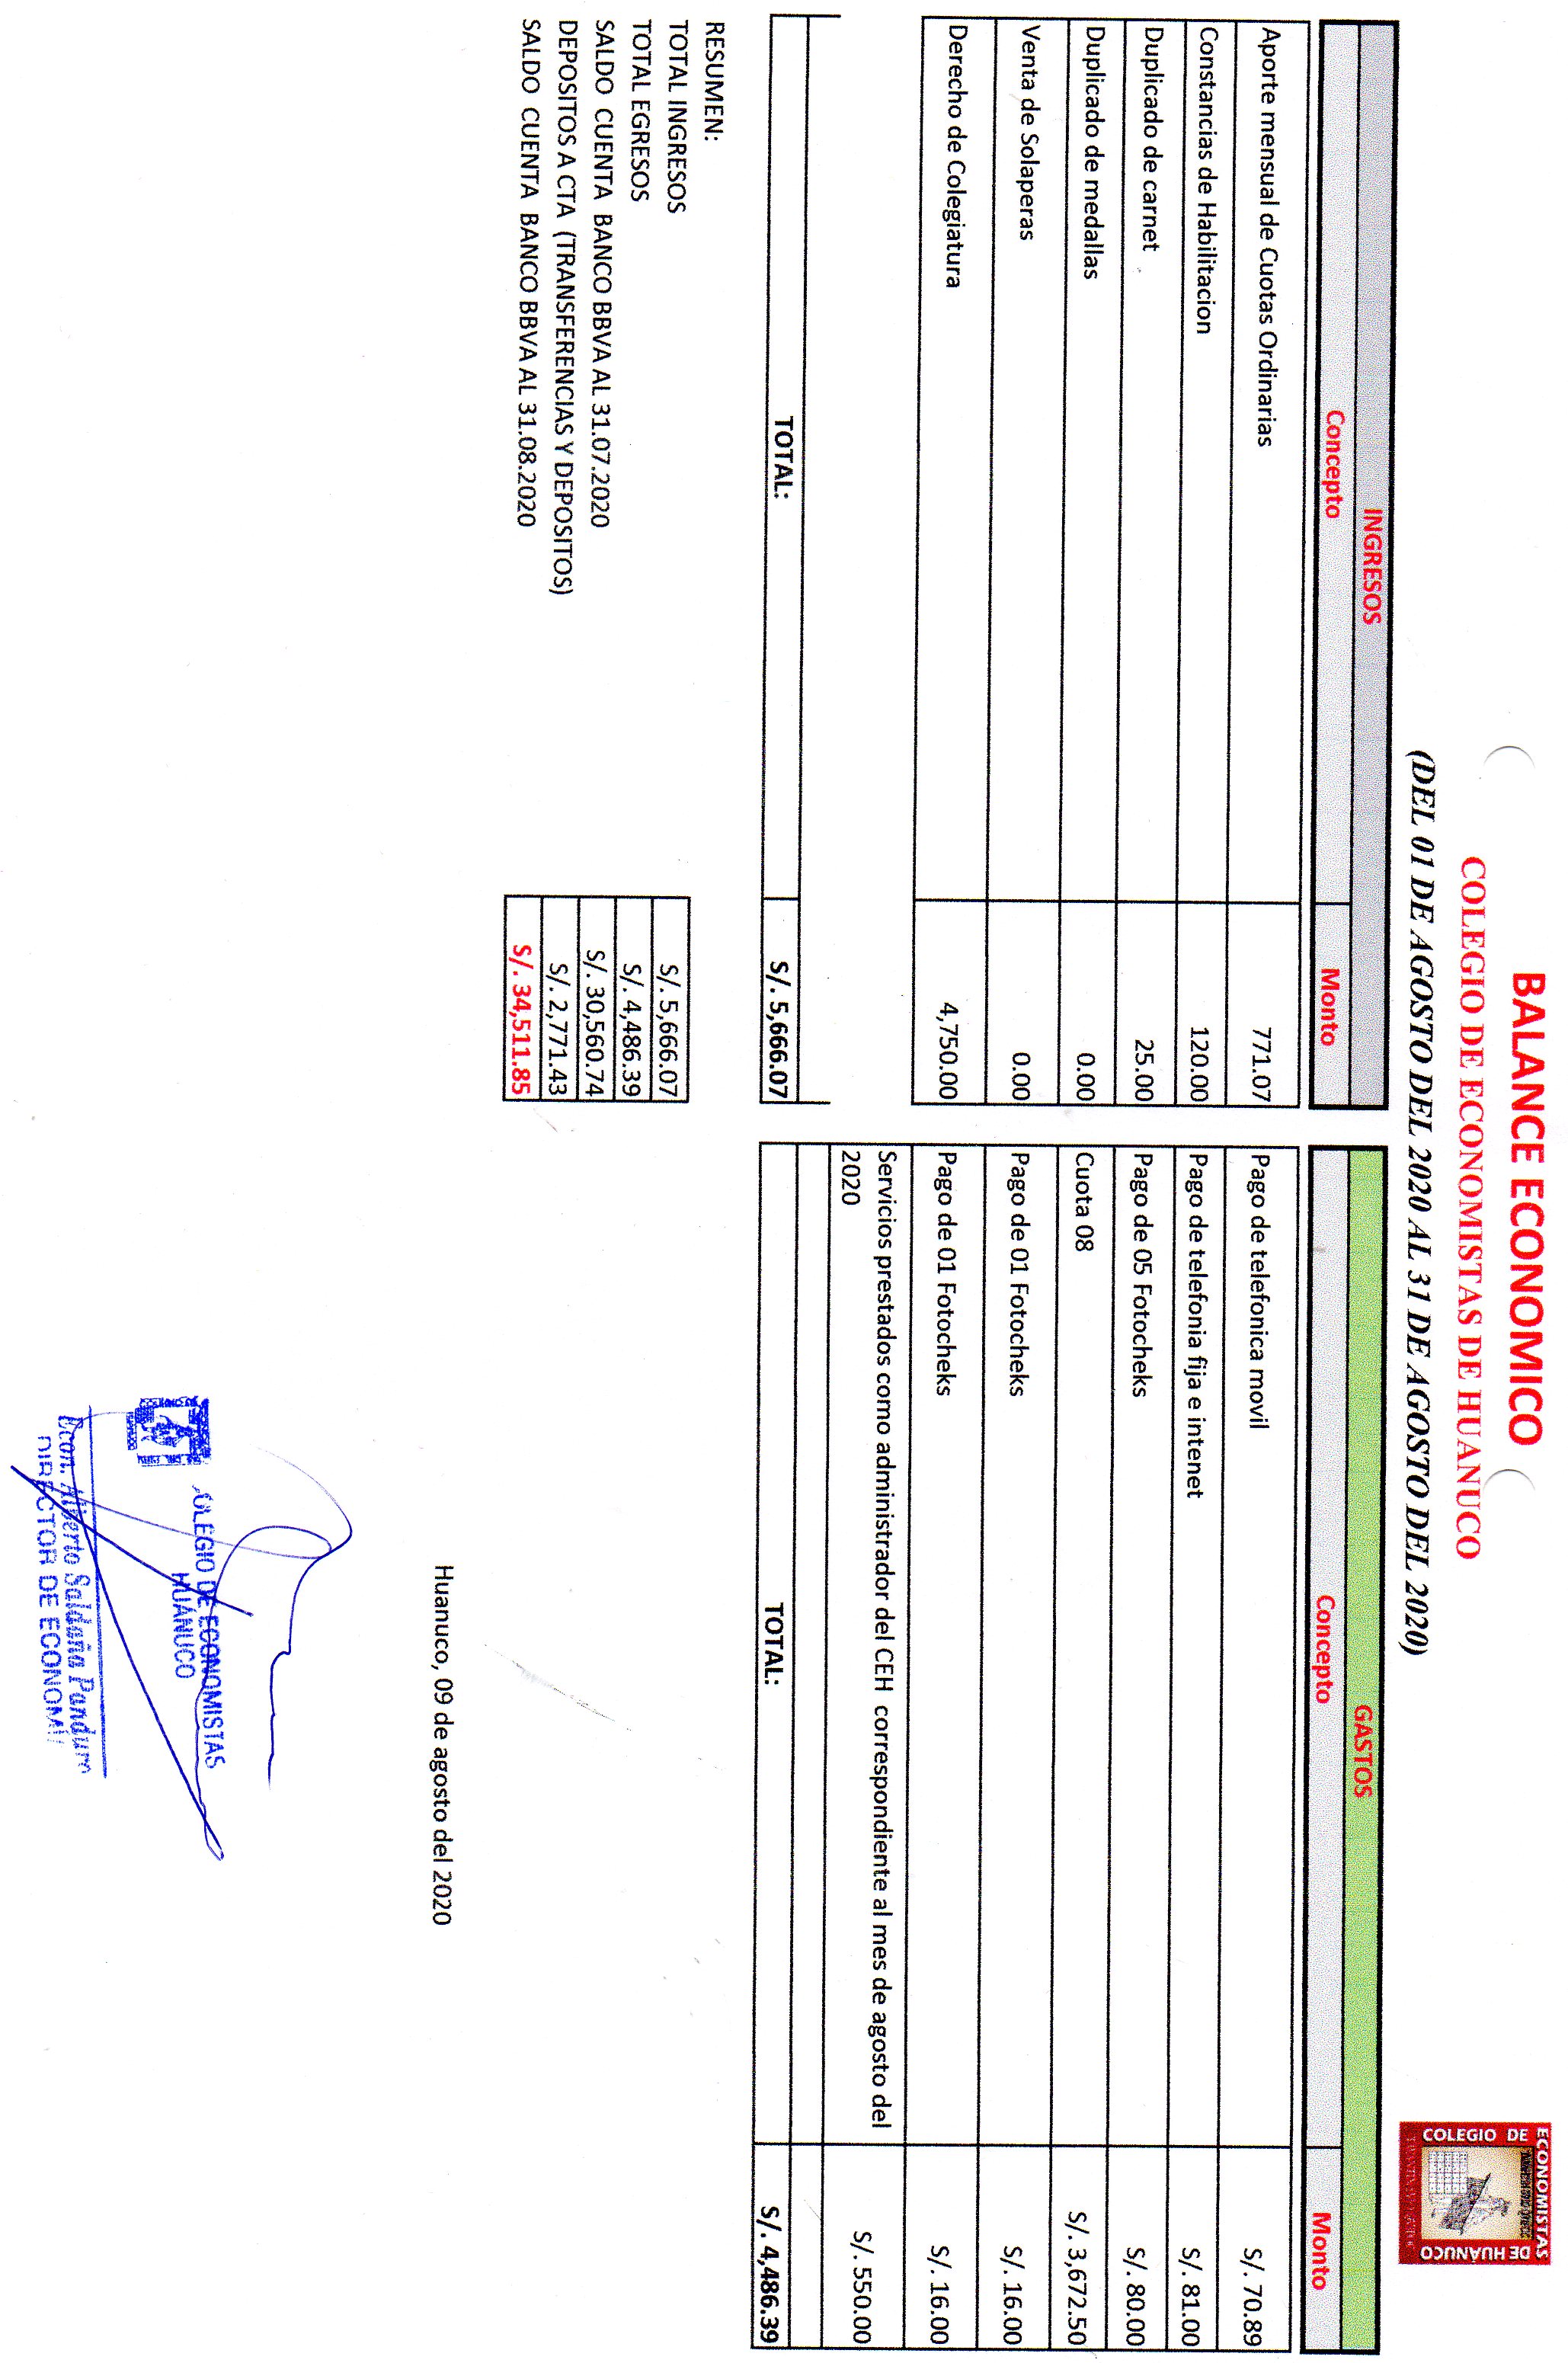 BALANCE ECONOMICO
COLEGIO DE ECONOMISTAS DE HUANUCO
(DEL 01 DE AGOSTO DEL 2020 AL 31 DE AGOSTO DEL 2020)
COLEGIO DE ECONOMISTAS DE HUÁNUCO
INGRESOS
Concepto Monto
Aporte mensual de Cuotas Ordinarias 771.07
Constancias de Habilitacion 120.00
Duplicado de carnet 25.00
Duplicado de medallas 0.00
Venta de Solaperas 0.00
Derecho de Colegiatura 4,750.00
TOTAL: S/. 5,666.07
GASTOS
Concepto Monto
Pago de telefonica movil S/. 70.89
Pago de telefonia fija e intenet S/. 81.00
Pago de 05 Fotocheks S/. 80.00
Cuota 08 S/. 3,672.50
Pago de 01 Fotocheks S/. 16.00
Pago de 01 Fotocheks S/. 16.00
Servicios prestados como administrador del CEH correspondiente al mes de agosto del
2020 S/. 550.00
TOTAL: S/. 4,486.39
RESUMEN:
TOTAL INGRESOS S/. 5,666.07
TOTAL EGRESOS S/. 4,486.39
SALDO CUENTA BANCO BBVA AL 31.07.2020 S/. 30,560.74
DEPOSITOS A CTA (TRANSFERENCIAS Y DEPOSITOS) S/. 2,771.43
SALDO CUENTA BANCO BBVA AL 31.08.2020 S/. 34,511.85
Huanuco, 09 de agosto del 2020
COLEGIO DE ECONOMISTAS
HUÁNUCO
Econ. Alberto Saldaña Panduro
DIRECTOR DE ECONOMÍA